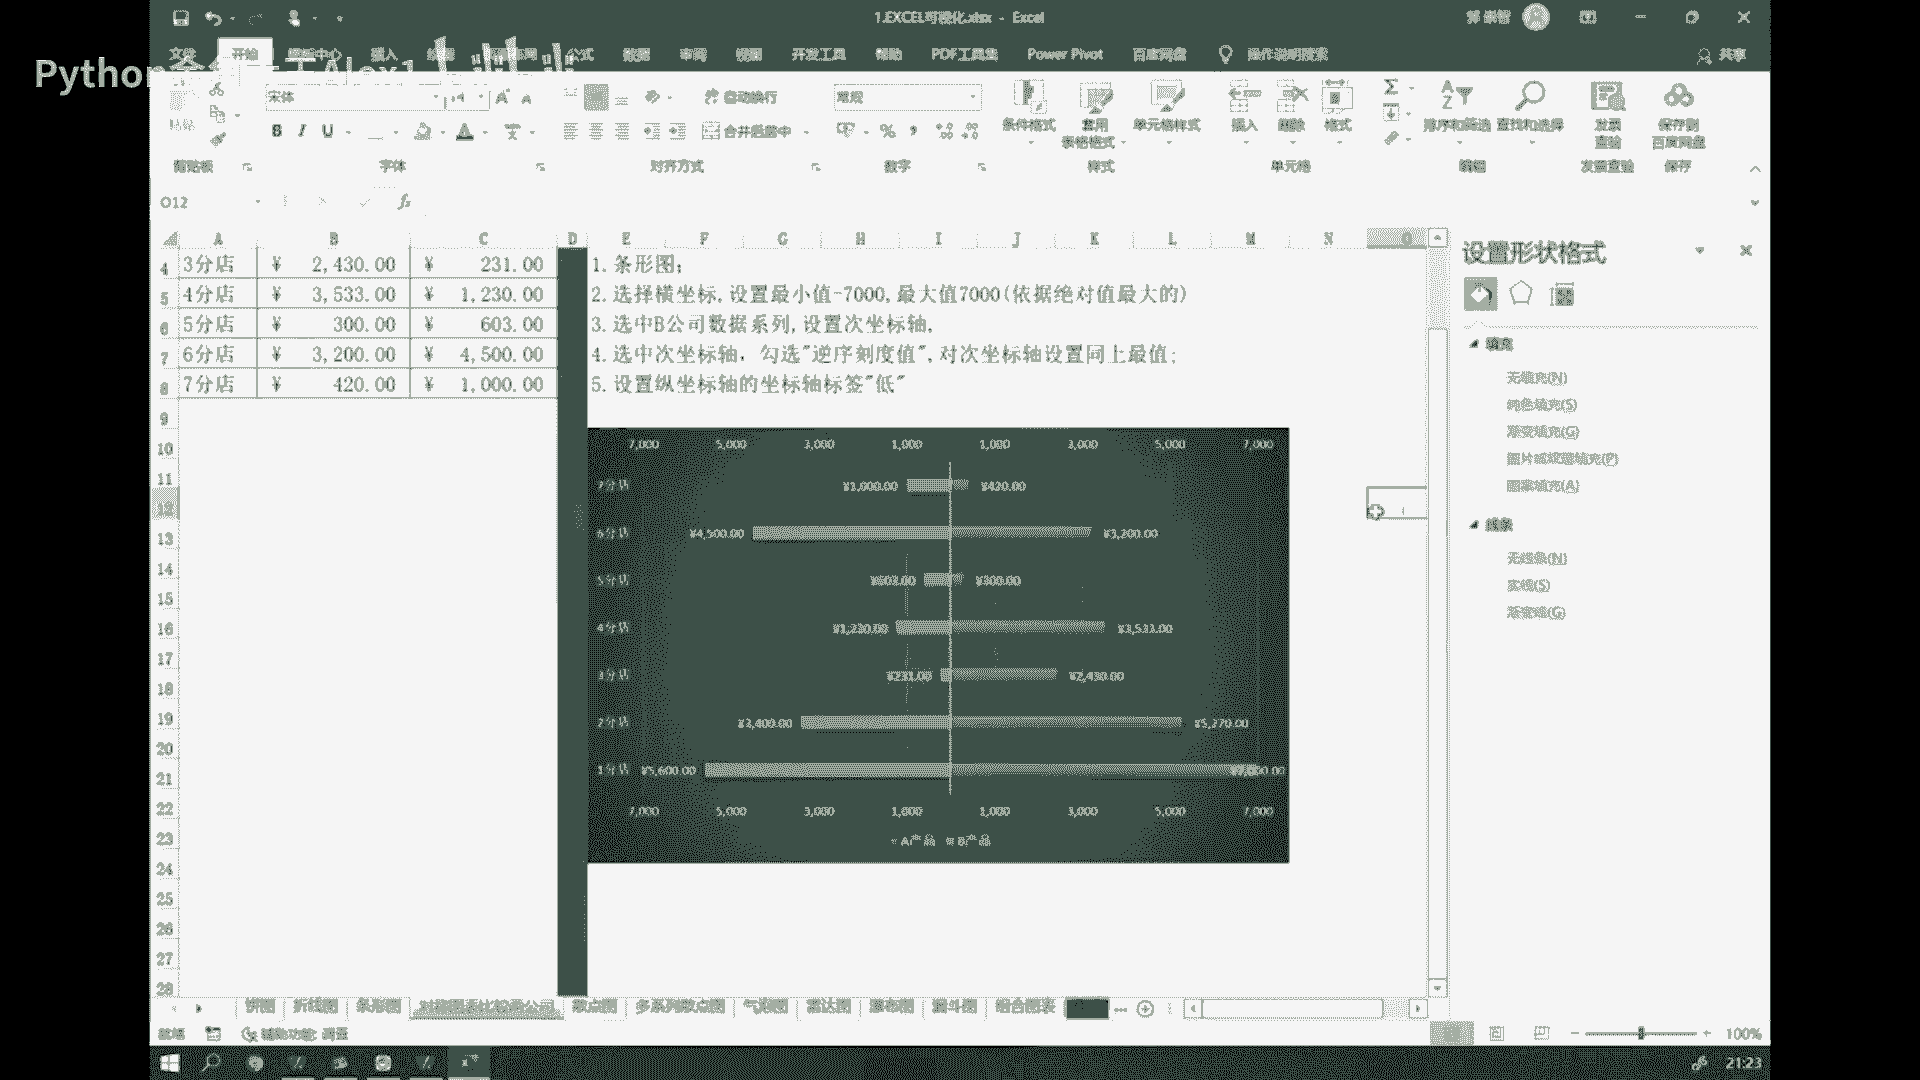 1.EXCEL可视化.xlsx - Excel
文件 开始 插入 公式 数据 审阅 视图 开发工具 帮助 PDF工具集 Power Pivot 百度网盘 操作说明搜索 共享
Python
宋体 14 自动换行 常规 条件格式 套用 单元格样式 插入 删除 格式 排序和筛选 查找和选择 发票 保存到
粘贴 B I U 合并后居中 % 表格格式 查验 百度网盘
剪贴板 字体 对齐方式 数字 样式 单元格 编辑 发票查验 保存
O12 fx
A B C D E F G H I J K L M N O
4 3分店 ¥ 2,430.00 ¥ 231.00 1.条形图;
5 4分店 ¥ 3,533.00 ¥ 1,230.00 2.选择横坐标,设置最小值-7000,最大值7000(依据绝对值最大的)
6 5分店 ¥ 300.00 ¥ 603.00 3.选中B公司数据系列,设置次坐标轴,
7 6分店 ¥ 3,200.00 ¥ 4,500.00 4.选中次坐标轴, 勾选"逆序刻度值",对次坐标轴设置同上最值;
8 7分店 ¥ 420.00 ¥ 1,000.00 5.设置纵坐标轴的坐标轴标签"低"
9
10
11
12
13
14
15
16
17
18
19
20
21
22
23
24
25
26
27
28
7,000 5,000 3,000 1,000 1,000 3,000 5,000 7,000
7分店 ¥1,000.00 ¥420.00
6分店 ¥4,500.00 ¥3,200.00
5分店 ¥603.00 ¥300.00
4分店 ¥1,230.00 ¥3,533.00
3分店 ¥231.00 ¥2,430.00
2分店 ¥3,400.00 ¥5,270.00
1分店 ¥5,600.00
7,000 5,000 3,000 1,000 1,000 3,000 5,000 7,000
A产品 B产品
设置形状格式
填充
无填充(N)
纯色填充(S)
渐变填充(G)
图片或纹理填充(P)
图案填充(A)
线条
无线条(N)
实线(S)
渐变线(G)
饼图 折线图 条形图 对称图表比较两公司 散点图 多系列散点图 气泡图 雷达图 瀑布图 漏斗图 组合图表
就绪 辅助功能: 调查 100%
21:23